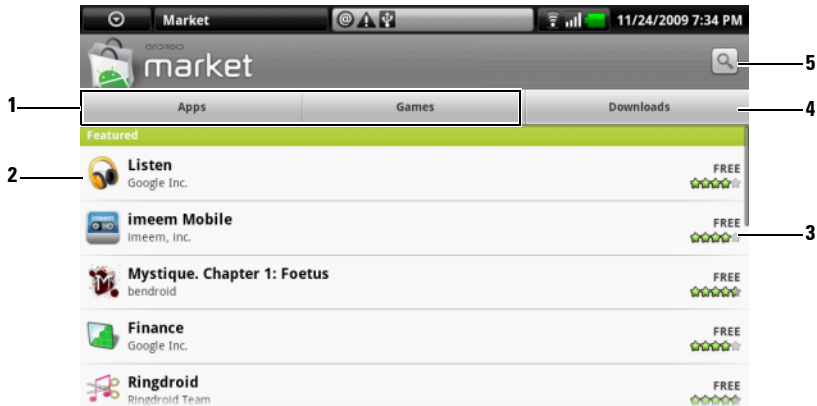 Market
@
11/24/2009 7:34 PM
ANDROID
market
5
1
Apps
Games
Downloads
4
Featured
2
Listen
Google Inc.
FREE
imeem Mobile
imeem, inc.
FREE
3
Mystique. Chapter 1: Foetus
bendroid
FREE
Finance
Google Inc.
FREE
Ringdroid
Ringdroid Team
FREE